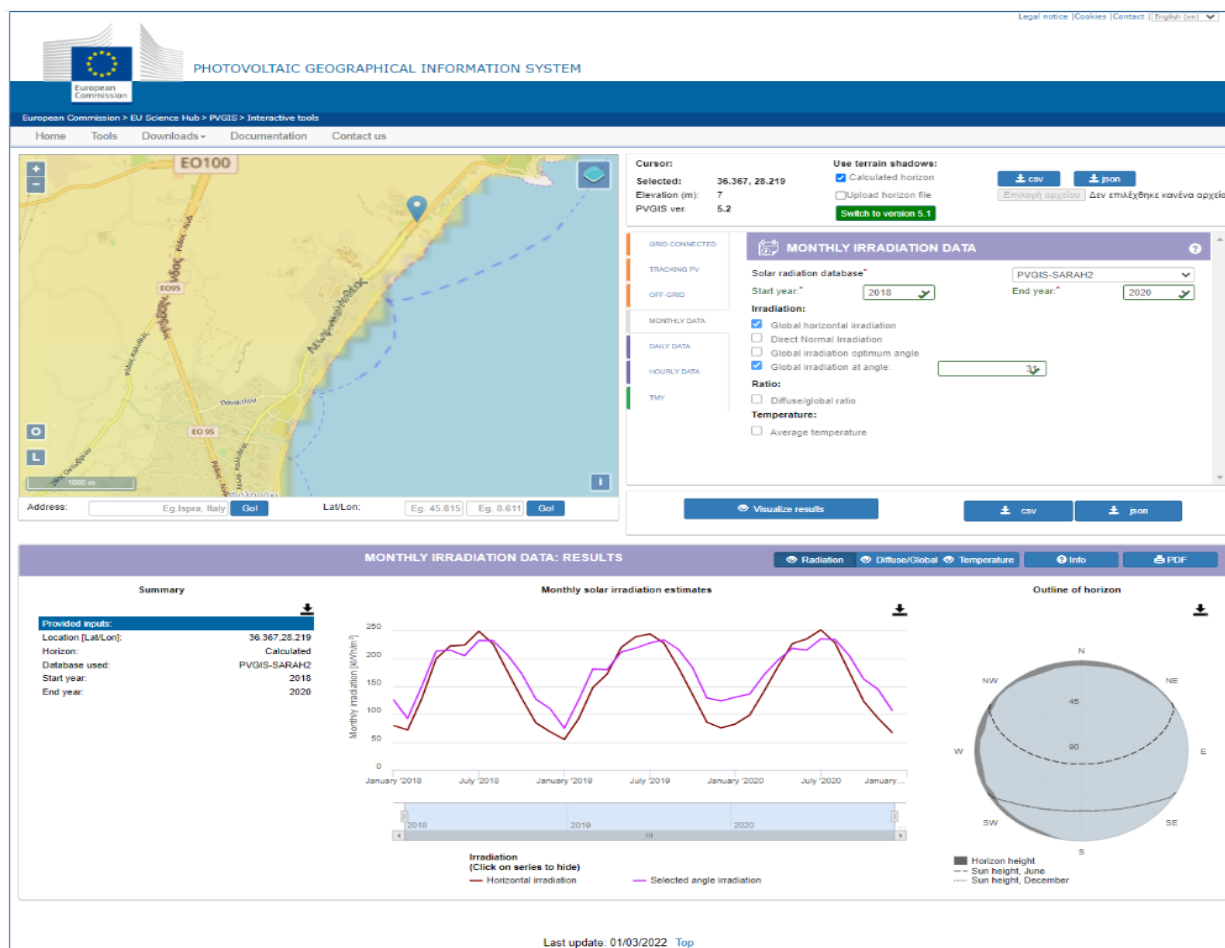 Legal notice |Cookies |Contact | English (en)
PHOTOVOLTAIC GEOGRAPHICAL INFORMATION SYSTEM
European
Commission
European Commission > EU Science Hub > PVGIS > Interactive tools
Home Tools Downloads Documentation Contact us
+
−
EO100
EO95
EO 95
O
L
i
1000 m
Address: Eg.Ispra, Italy Go! Lat/Lon: Eg. 45.815 Eg. 8.611 Go!
Cursor: Use terrain shadows:
Selected: 36.367, 28.219 Calculated horizon csv json
Elevation (m): 7 Upload horizon file Επιλογή αρχείου Δεν επιλέχθηκε κανένα αρχείο
PVGIS ver. 5.2 Switch to version 5.1
GRID CONNECTED
TRACKING PV
OFF-GRID
MONTHLY DATA
DAILY DATA
HOURLY DATA
TMY
MONTHLY IRRADIATION DATA ?
Solar radiation database* PVGIS-SARAH2
Start year:* 2018 End year:* 2020
Irradiation:
Global horizontal irradiation
Direct Normal Irradiation
Global irradiation optimum angle
Global irradiation at angle:
Ratio:
Diffuse/global ratio
Temperature:
Average temperature
Visualize results csv json
MONTHLY IRRADIATION DATA: RESULTS Radiation Diffuse/Global Temperature Info PDF
Summary
Provided inputs:
Location [Lat/Lon]: 36.367,28.219
Horizon: Calculated
Database used: PVGIS-SARAH2
Start year: 2018
End year: 2020
Monthly solar irradiation estimates
Monthly irradiation [kWh/m²]
250
200
150
100
50
0
January '2018 July '2018 January '2019 July '2019 January '2020 July '2020 January...
2018 2019 2020
Irradiation
(Click on series to hide)
Horizontal irradiation Selected angle irradiation
Outline of horizon
N
NW NE
45
W 90 E
SW SE
S
Horizon height
Sun height, June
Sun height, December
Last update: 01/03/2022 Top